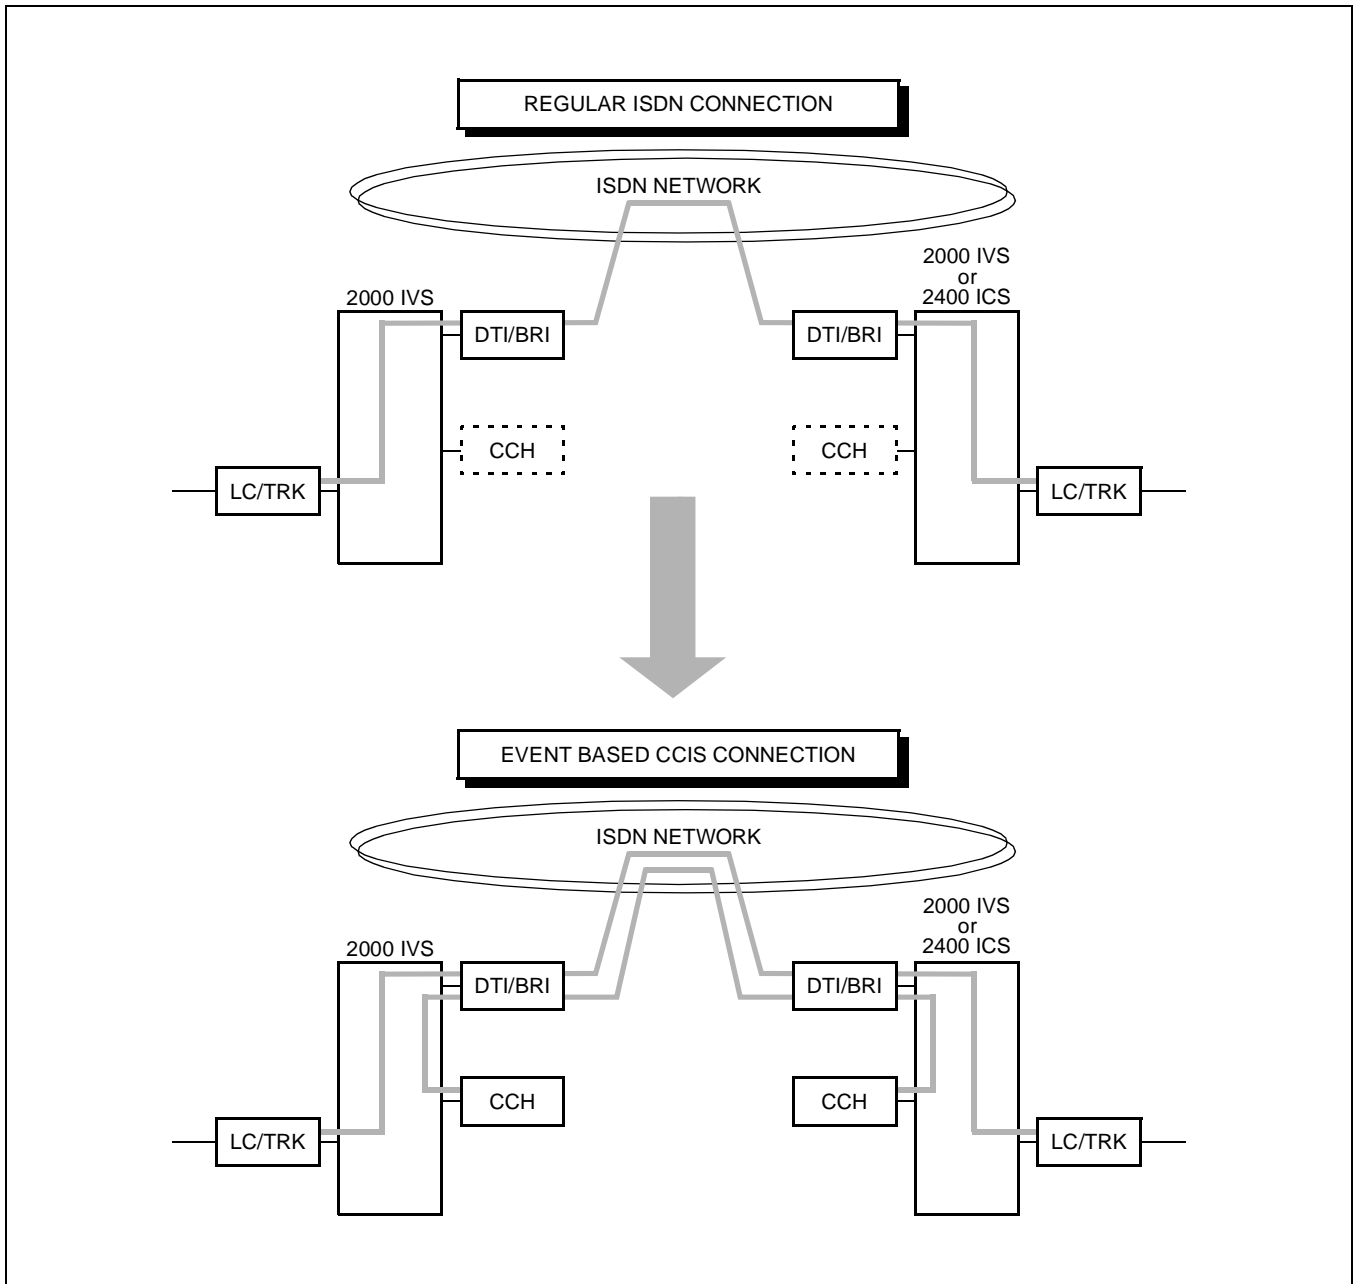 REGULAR ISDN CONNECTION
ISDN NETWORK
2000 IVS
2000 IVS
or
2400 ICS
DTI/BRI
DTI/BRI
CCH
CCH
LC/TRK
LC/TRK
EVENT BASED CCIS CONNECTION
ISDN NETWORK
2000 IVS
2000 IVS
or
2400 ICS
DTI/BRI
DTI/BRI
CCH
CCH
LC/TRK
LC/TRK